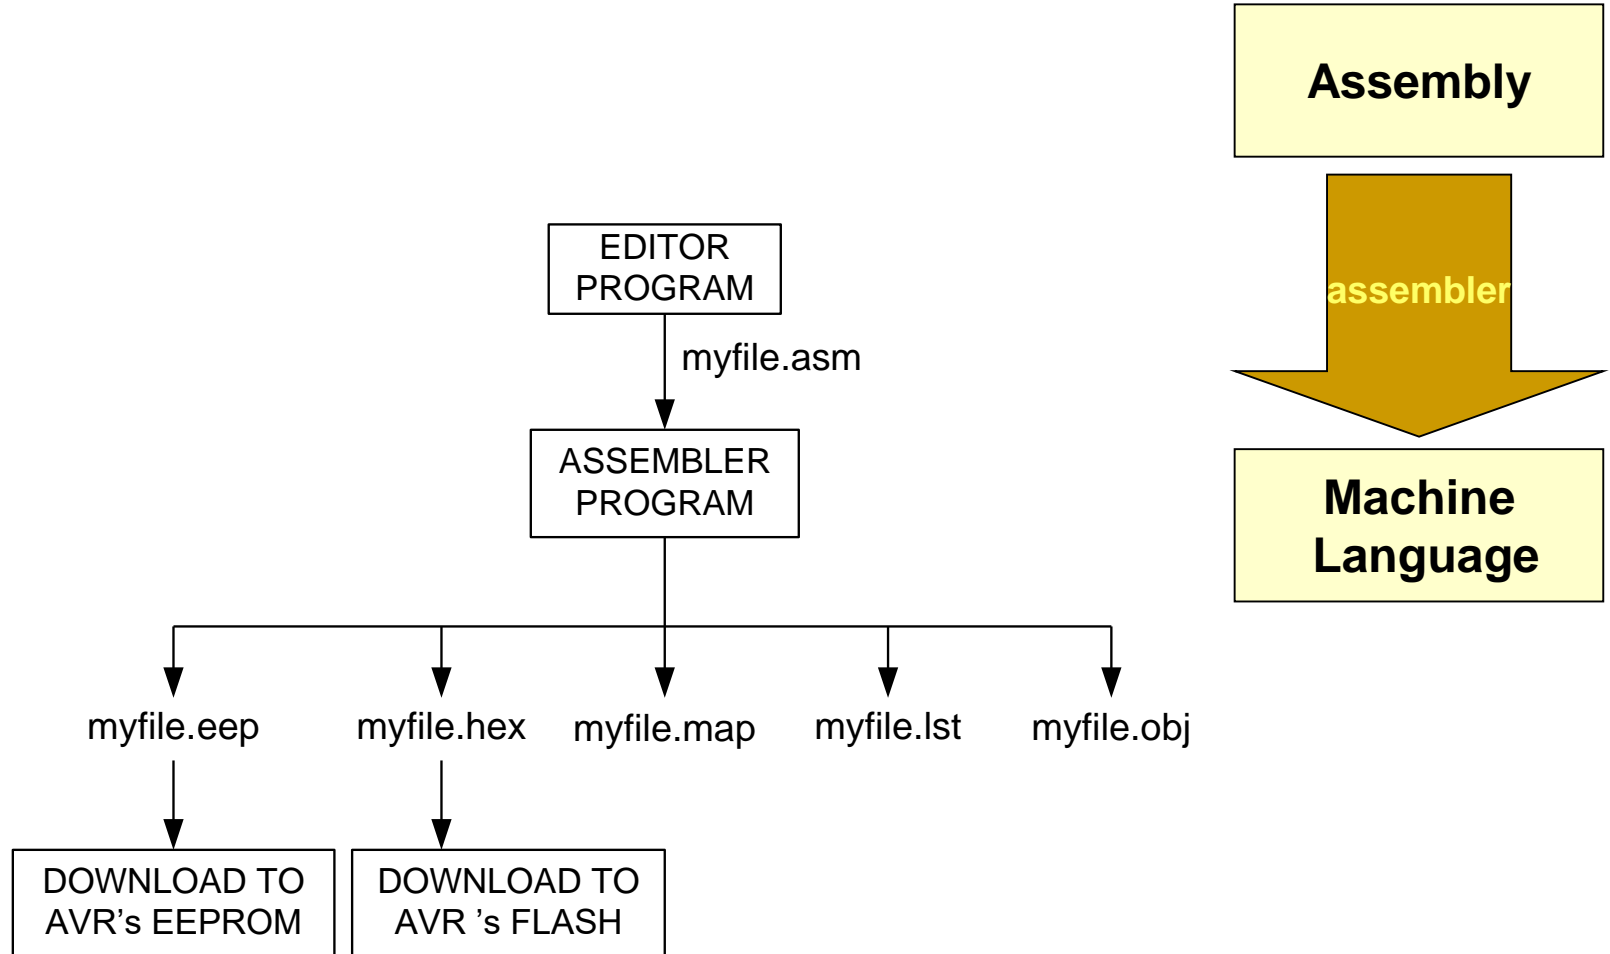 Assembly
assembler
Machine
Language
EDITOR
PROGRAM
myfile.asm
ASSEMBLER
PROGRAM
myfile.eep
myfile.hex
myfile.map
myfile.lst
myfile.obj
DOWNLOAD TO
AVR's EEPROM
DOWNLOAD TO
AVR 's FLASH